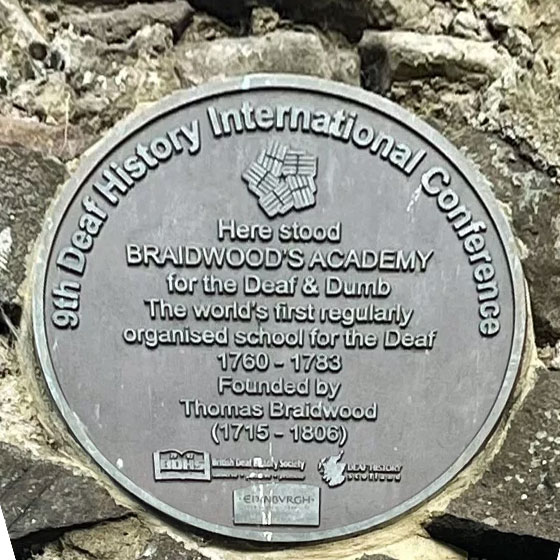 9th Deaf History International Conference
Here stood
BRAIDWOOD'S ACADEMY
for the Deaf & Dumb
The world's first regularly
organised school for the Deaf
1760 - 1783
Founded by
Thomas Braidwood
(1715 - 1806)
BDHS
British Deaf History Society
DEAF HISTORY
SCOTLAND
EDINBVRGH